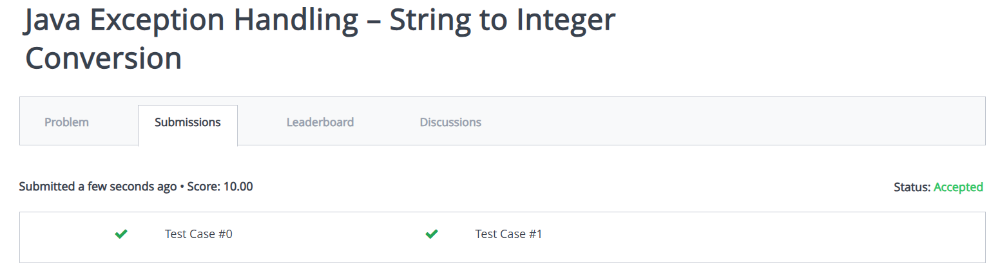 Java Exception Handling – String to Integer
Conversion
Problem Submissions Leaderboard Discussions
Submitted a few seconds ago • Score: 10.00 Status: Accepted
Test Case #0 Test Case #1